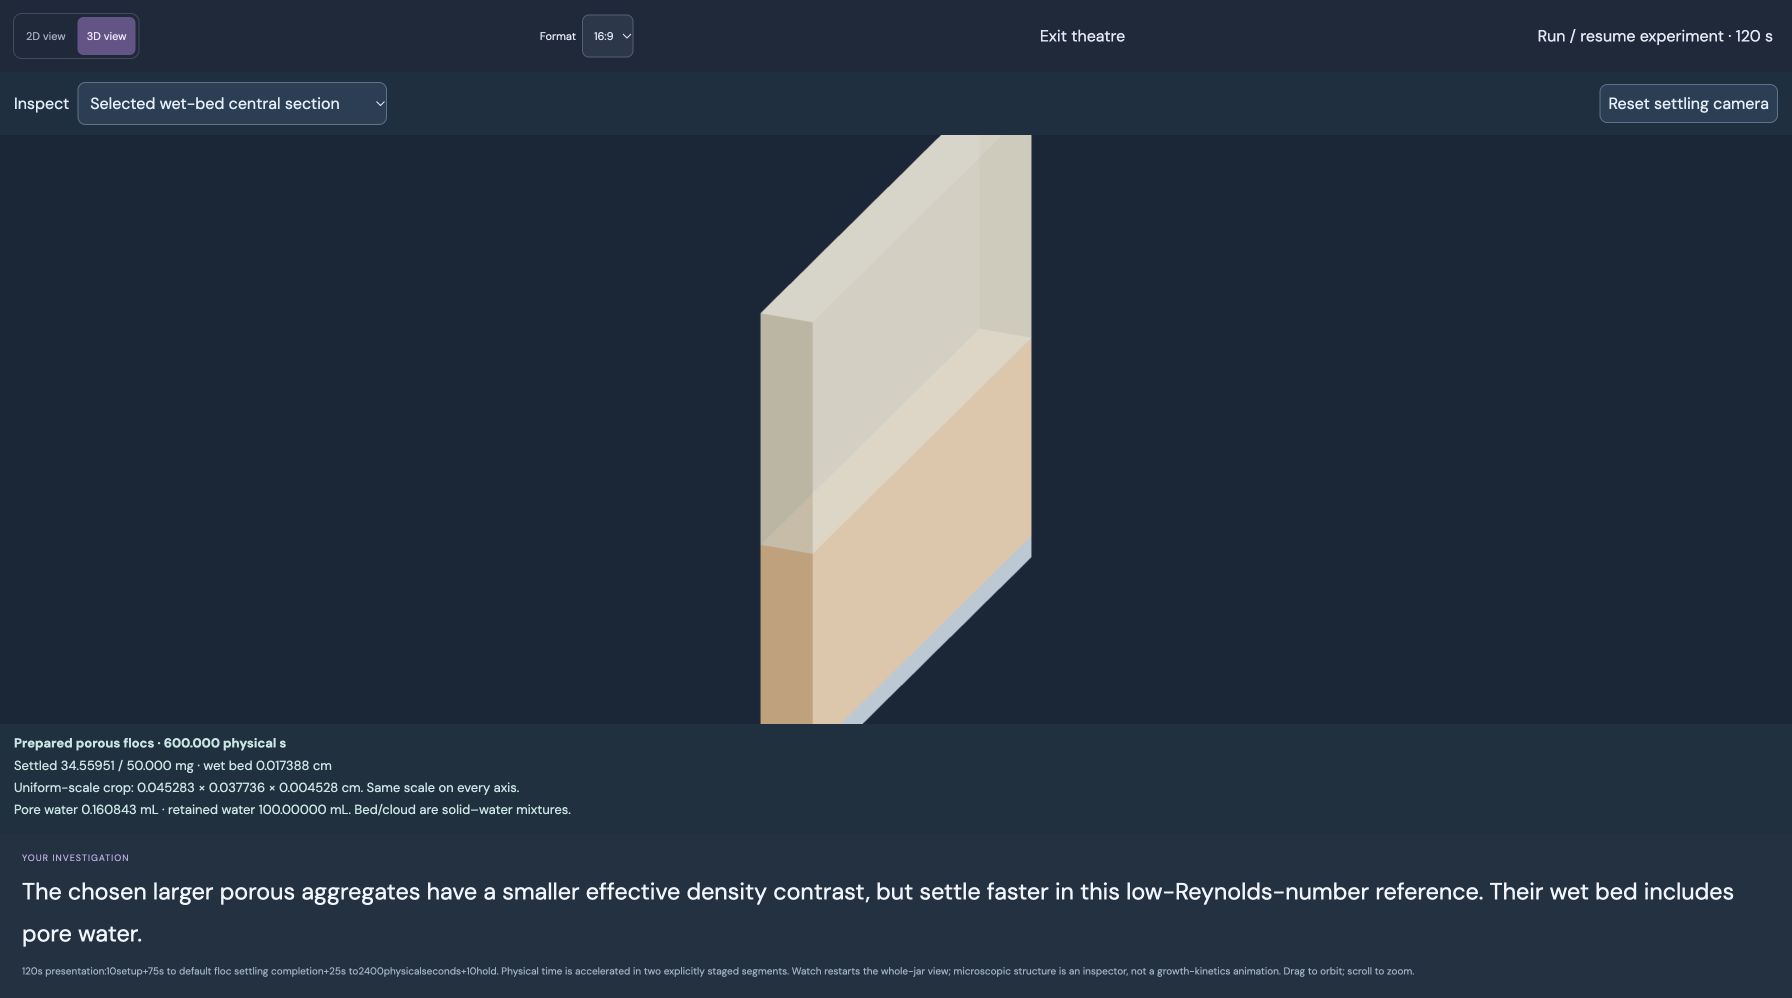 2D view 3D view Format 16:9 Exit theatre Run / resume experiment · 120 s
Inspect Selected wet-bed central section Reset settling camera
Prepared porous flocs · 600.000 physical s
Settled 34.55951 / 50.000 mg · wet bed 0.017388 cm
Uniform-scale crop: 0.045283 × 0.037736 × 0.004528 cm. Same scale on every axis.
Pore water 0.160843 mL · retained water 100.00000 mL. Bed/cloud are solid–water mixtures.
YOUR INVESTIGATION
The chosen larger porous aggregates have a smaller effective density contrast, but settle faster in this low-Reynolds-number reference. Their wet bed includes
pore water.
120s presentation:10setup+75s to default floc settling completion+25s to2400physicalseconds+10hold. Physical time is accelerated in two explicitly staged segments. Watch restarts the whole-jar view; microscopic structure is an inspector, not a growth-kinetics animation. Drag to orbit; scroll to zoom.